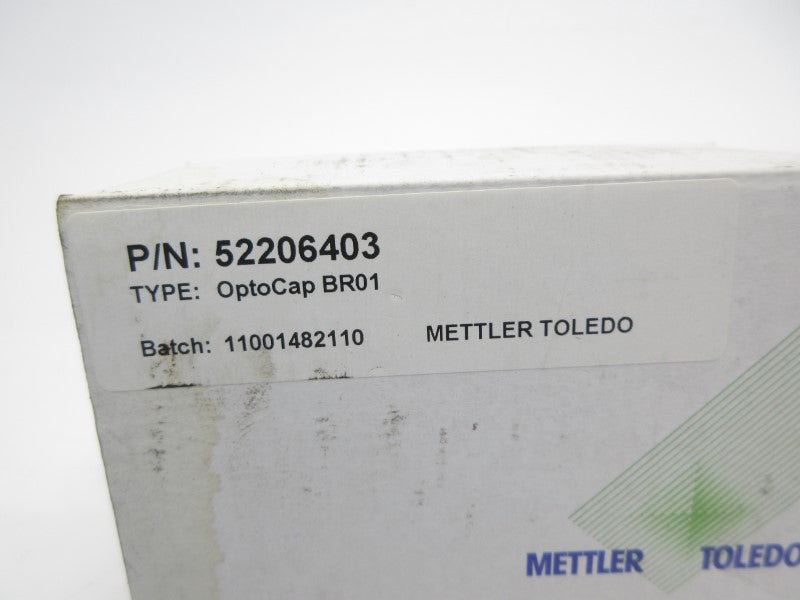 P/N: 52206403
TYPE: OptoCap BR01
Batch: 11001482110 METTLER TOLEDO
METTLER TOLEDO